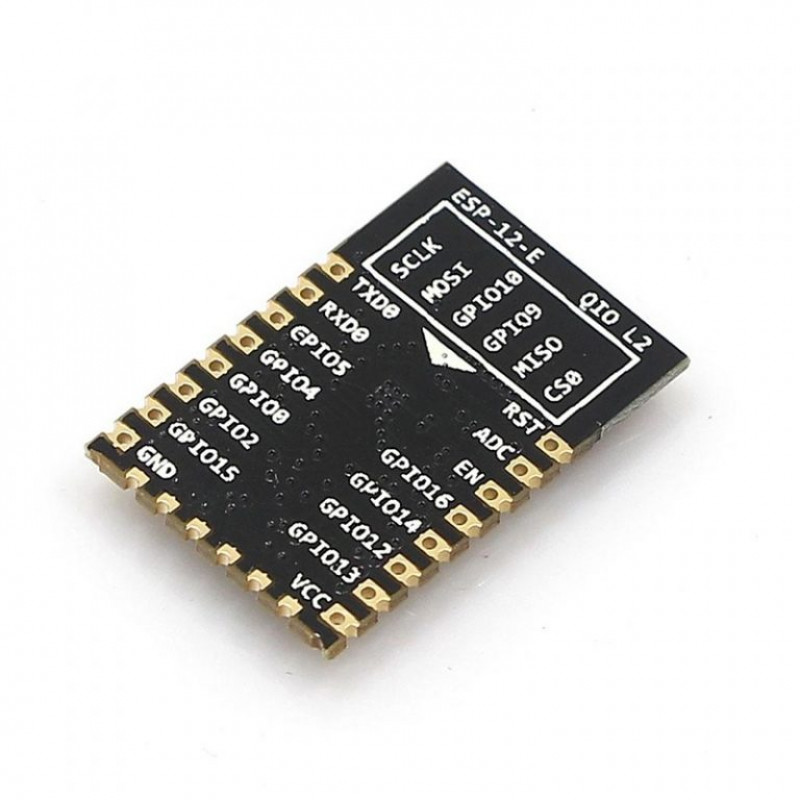 ESP-12-E QIO L2
SCLK
MOSI
GPIO10
GPIO9
MISO
CS0
TXD0
RXD0
GPIO5
GPIO4
GPIO0
GPIO2
GPIO15
GND
RST
ADC
EN
GPIO16
GPIO14
GPIO12
GPIO13
VCC